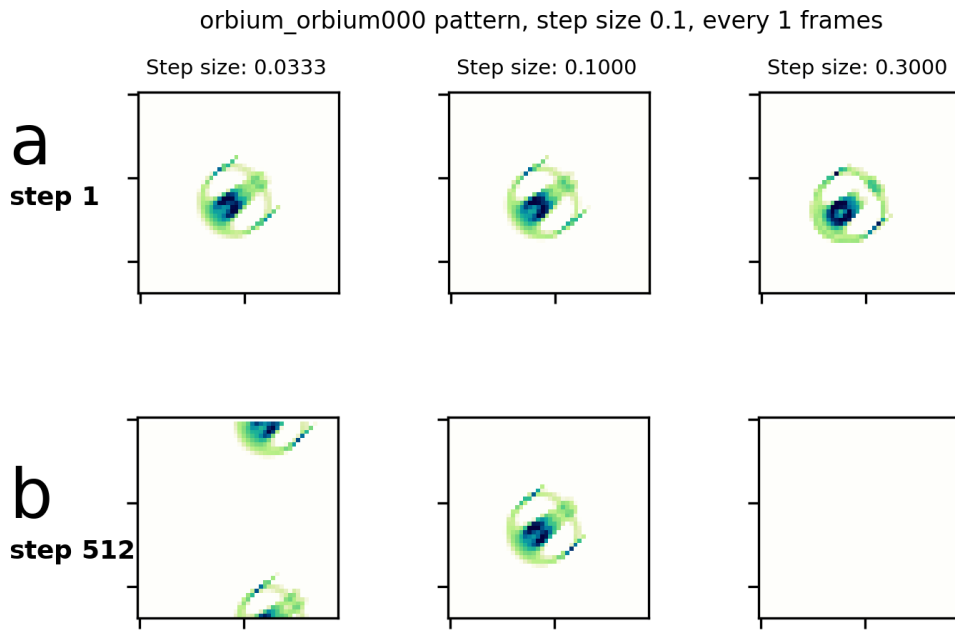 orbium_orbium000 pattern, step size 0.1, every 1 frames
Step size: 0.0333
Step size: 0.1000
Step size: 0.3000
a
step 1
b
step 512